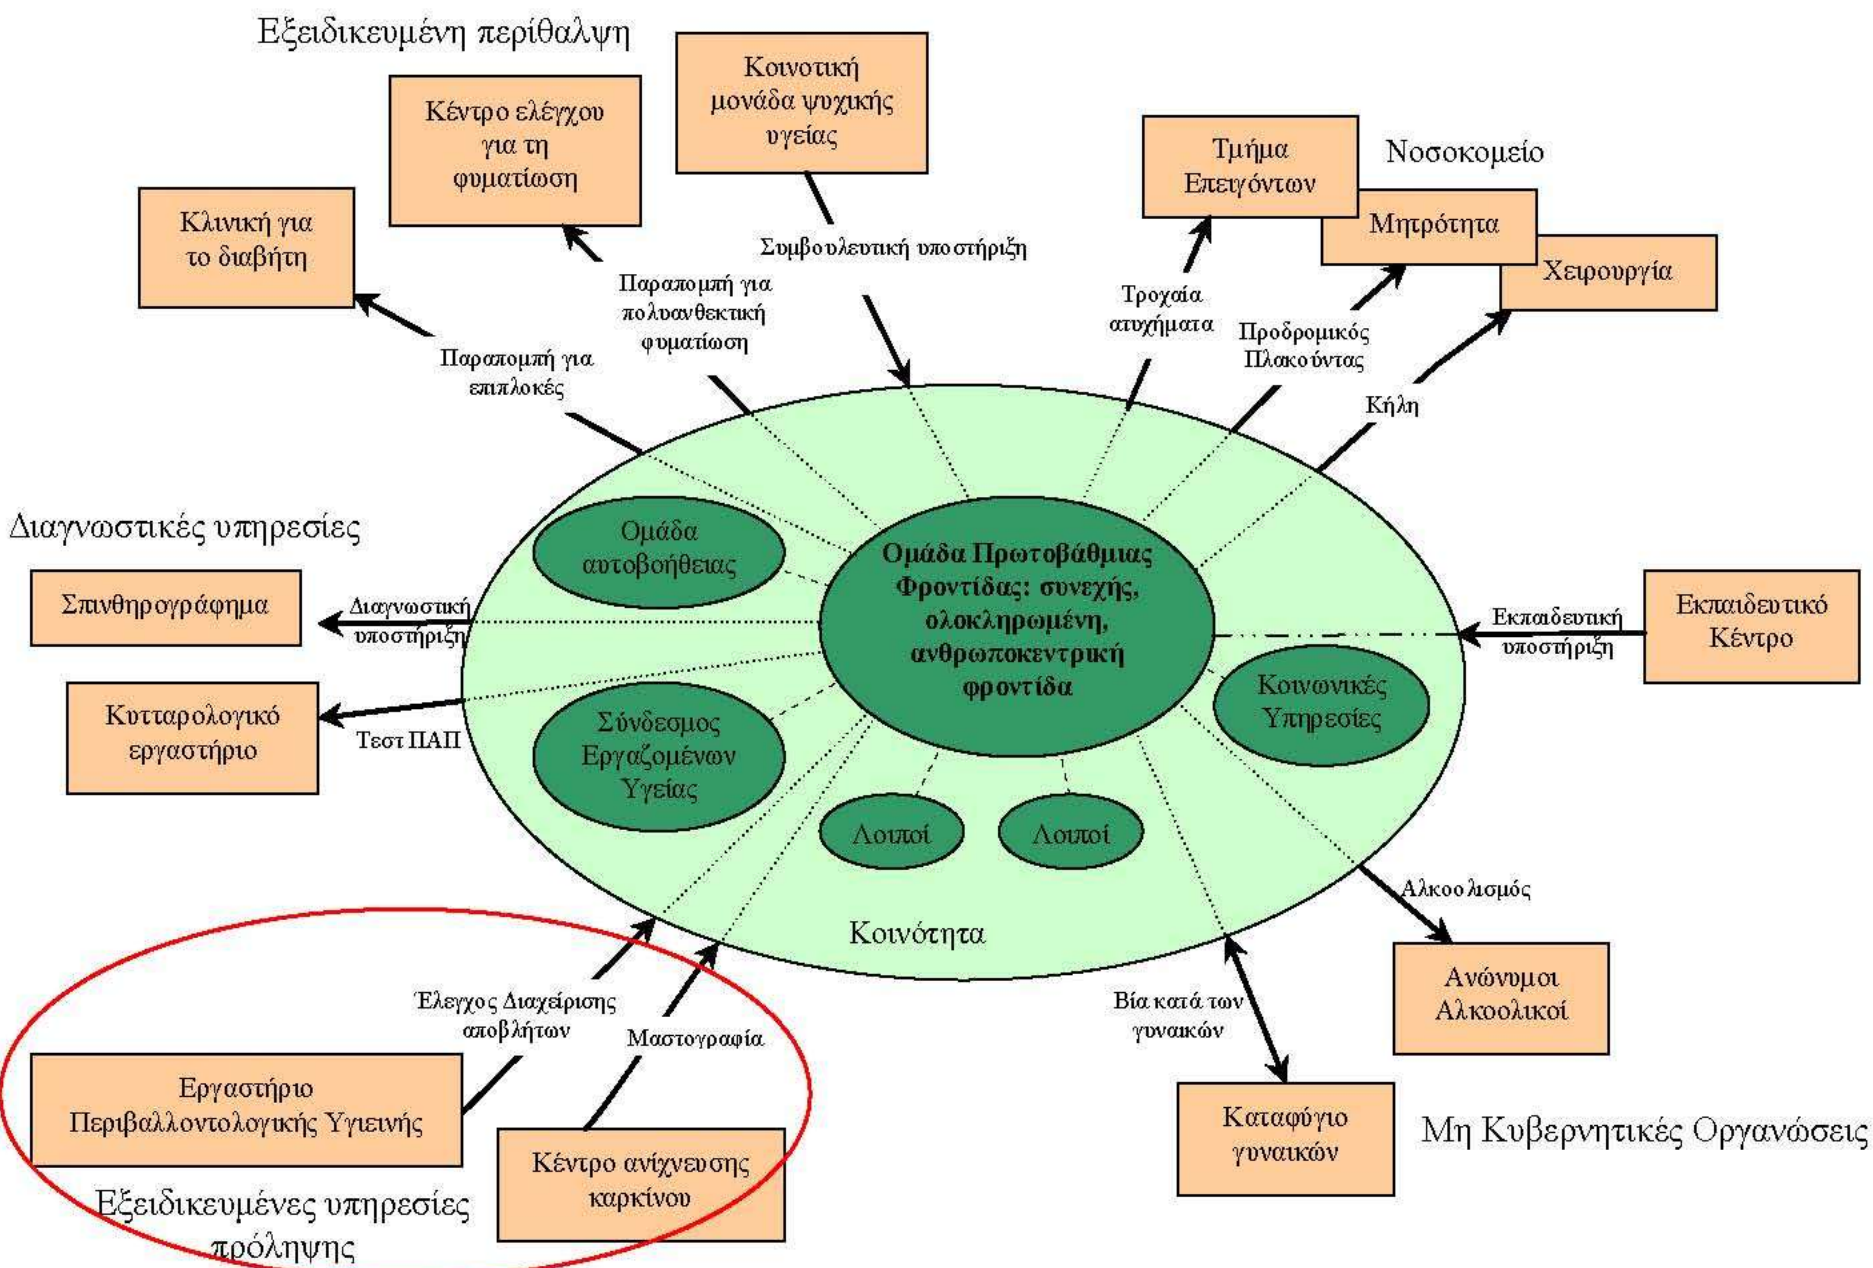 Εξειδικευμένη περίθαλψη
Κοινοτική
μονάδα ψυχικής
υγείας
Κέντρο ελέγχου
για τη
φυματίωση
Τμήμα
Επειγόντων
Νοσοκομείο
Μητρότητα
Χειρουργία
Κλινική για
το διαβήτη
Συμβουλευτική υποστήριξη
Παραπομπή για
πολυανθεκτική
φυματίωση
Τροχαία
ατυχήματα
Προδρομικός
Πλακούντας
Παραπομπή για
επιπλοκές
Κήλη
Διαγνωστικές υπηρεσίες
Ομάδα
αυτοβοήθειας
Ομάδα Πρωτοβάθμιας
Φροντίδας: συνεχής,
ολοκληρωμένη,
ανθρωποκεντρική
φροντίδα
Σπινθηρογράφημα
Διαγνωστική
υποστήριξη
Εκπαιδευτική
υποστήριξη
Εκπαιδευτικό
Κέντρο
Κοινωνικές
Υπηρεσίες
Κυτταρολογικό
εργαστήριο
Τεστ ΠΑΠ
Σύνδεσμος
Εργαζομένων
Υγείας
Λοιποί
Λοιποί
Αλκοολισμός
Κοινότητα
Ανώνυμοι
Αλκοολικοί
Έλεγχος Διαχείρισης
αποβλήτων
Μαστογραφία
Βία κατά των
γυναικών
Εργαστήριο
Περιβαλλοντολογικής Υγιεινής
Κέντρο ανίχνευσης
καρκίνου
Καταφύγιο
γυναικών
Μη Κυβερνητικές Οργανώσεις
Εξειδικευμένες υπηρεσίες
πρόληψης